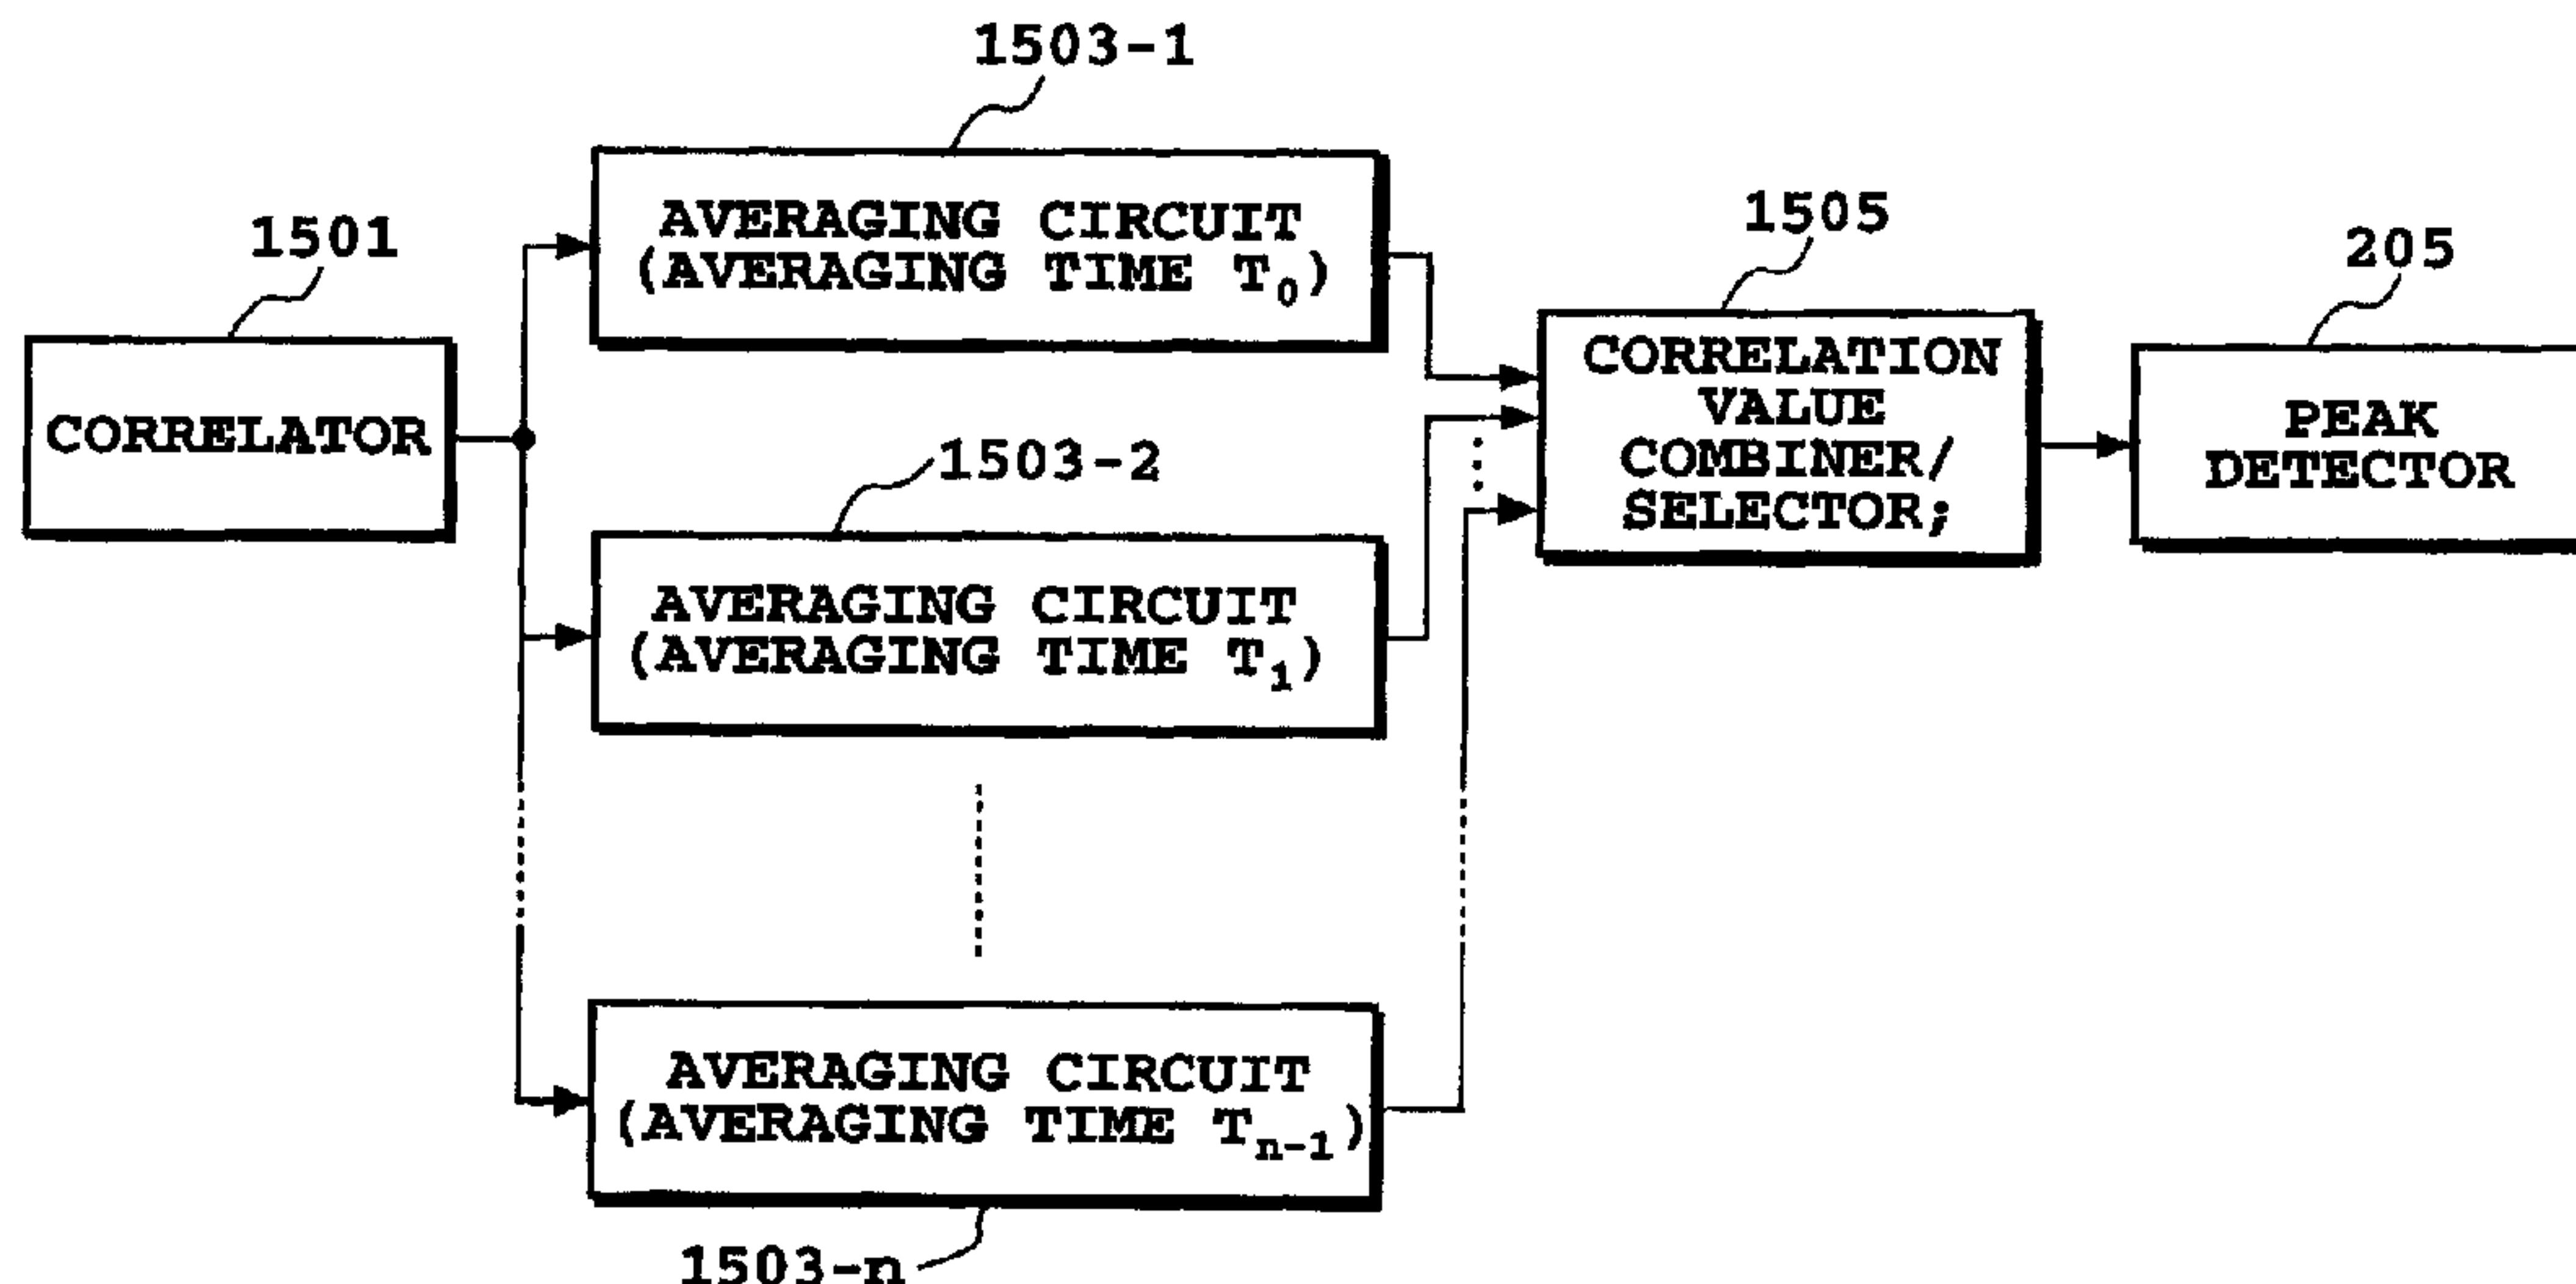 1503-1
AVERAGING CIRCUIT
(AVERAGING TIME T₀)
1501
CORRELATOR
1503-2
AVERAGING CIRCUIT
(AVERAGING TIME T₁)
1505
CORRELATION
VALUE
COMBINER/
SELECTOR;
205
PEAK
DETECTOR
AVERAGING CIRCUIT
(AVERAGING TIME Tₙ₋₁)
1503-n